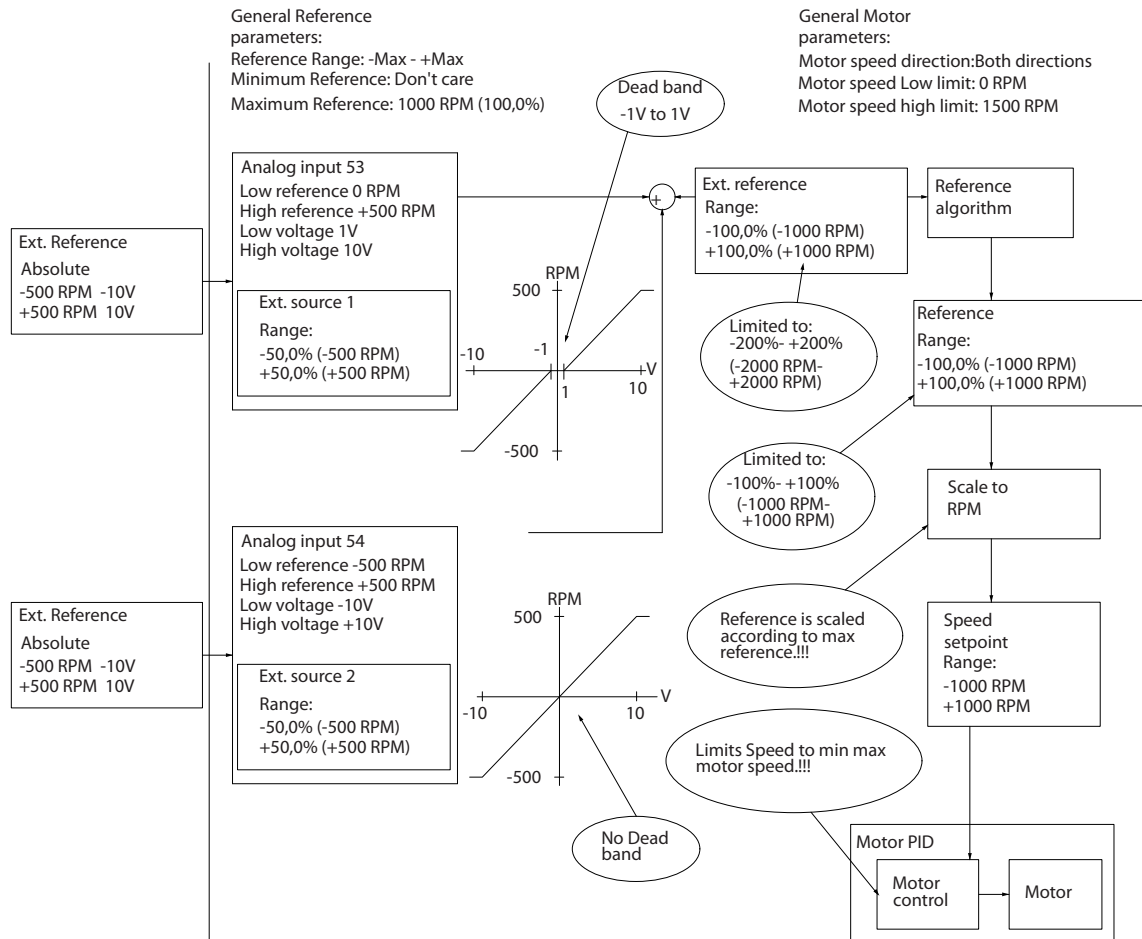 General Reference
parameters:
Reference Range: -Max - +Max
Minimum Reference: Don't care
Maximum Reference: 1000 RPM (100,0%)
General Motor
parameters:
Motor speed direction:Both directions
Motor speed Low limit: 0 RPM
Motor speed high limit: 1500 RPM
Dead band
-1V to 1V
Ext. Reference
Absolute
-500 RPM -10V
+500 RPM 10V
Analog input 53
Low reference 0 RPM
High reference +500 RPM
Low voltage 1V
High voltage 10V
Ext. source 1
Range:
-50,0% (-500 RPM)
+50,0% (+500 RPM)
RPM
500
-10
-1
V
1
10
-500
+
Ext. reference
Range:
-100,0% (-1000 RPM)
+100,0% (+1000 RPM)
Reference
algorithm
Limited to:
-200%- +200%
(-2000 RPM-
+2000 RPM)
Reference
Range:
-100,0% (-1000 RPM)
+100,0% (+1000 RPM)
Limited to:
-100%- +100%
(-1000 RPM-
+1000 RPM)
Scale to
RPM
Ext. Reference
Absolute
-500 RPM -10V
+500 RPM 10V
Analog input 54
Low reference -500 RPM
High reference +500 RPM
Low voltage -10V
High voltage +10V
Ext. source 2
Range:
-50,0% (-500 RPM)
+50,0% (+500 RPM)
RPM
500
V
-10
10
-500
No Dead
band
Reference is scaled
according to max
reference.!!!
Speed
setpoint
Range:
-1000 RPM
+1000 RPM
Limits Speed to min max
motor speed.!!!
Motor PID
Motor
control
Motor